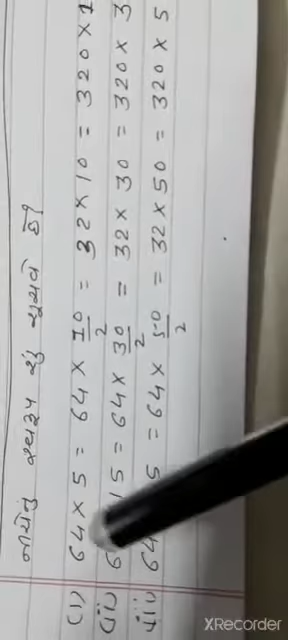 નીચેનું સ્વરૂપ શું સૂચવે છે?
(i) 64 × 5 = 64 × 10/2 = 32 × 10 = 320 × 1
(ii) 6 15 = 64 × 30/2 = 32 × 30 = 320 × 3
(iii) 64 5 = 64 × 50/2 = 32 × 50 = 320 × 5
XRecorder